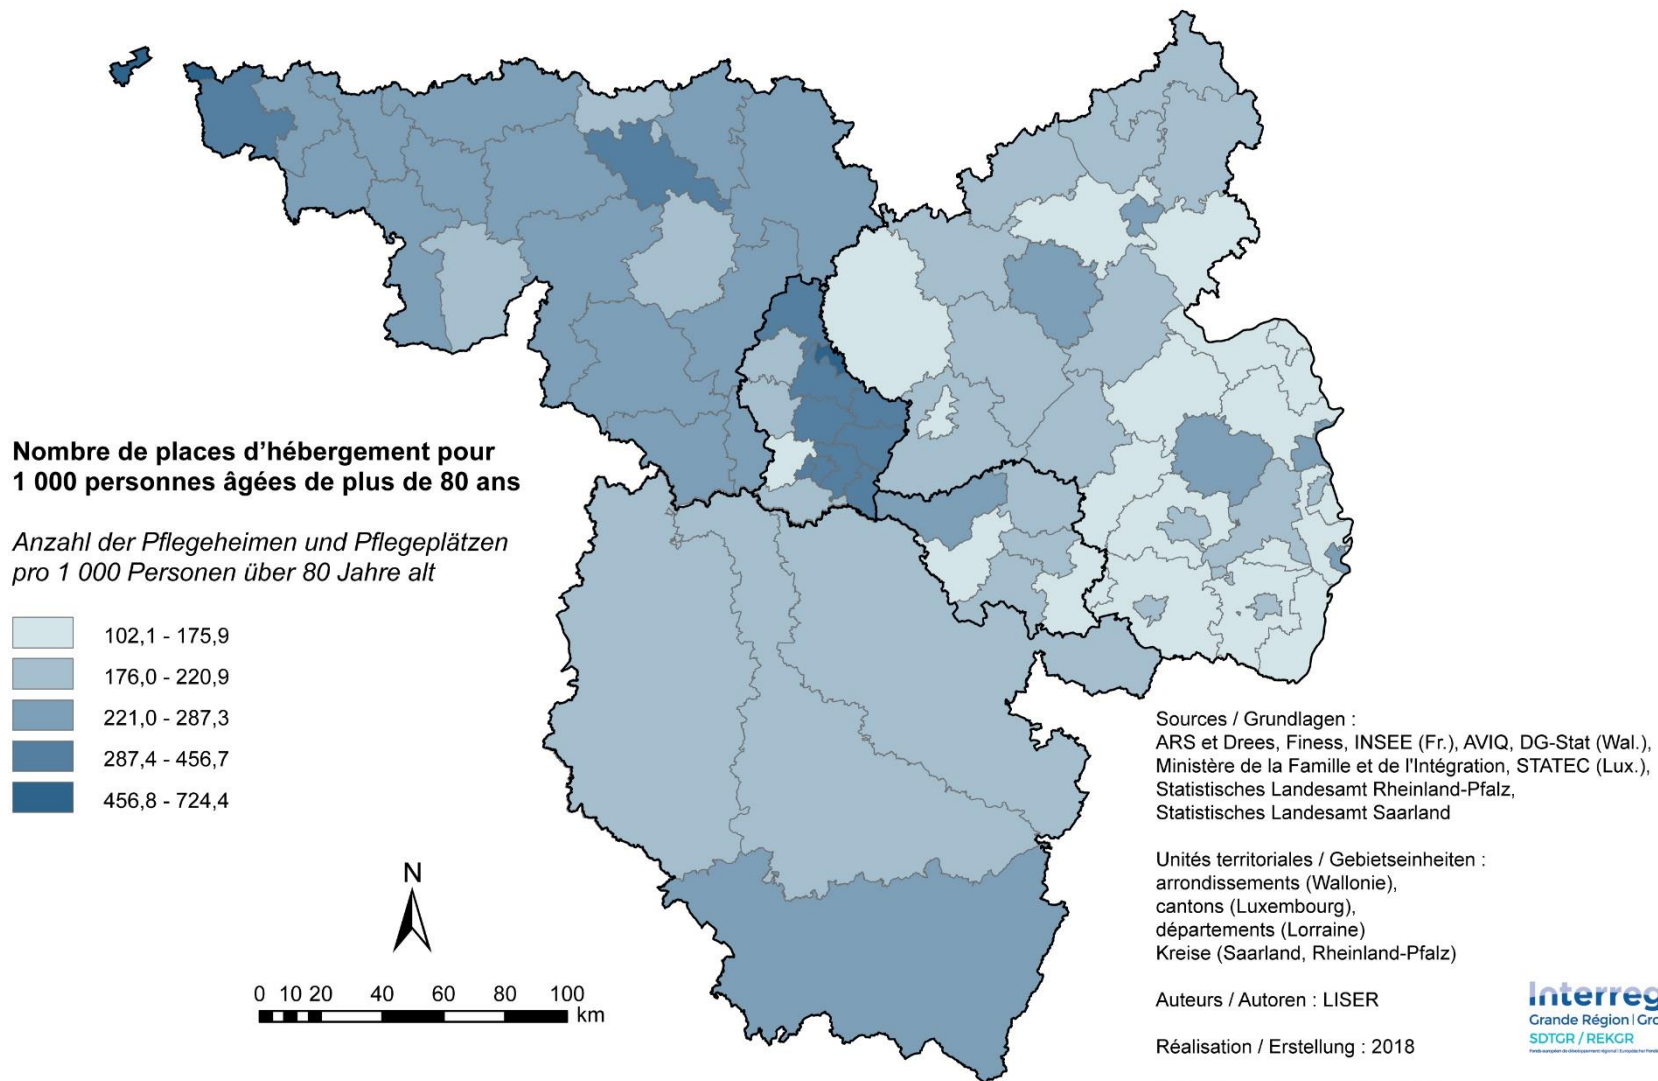 Nombre de places d’hébergement pour
1 000 personnes âgées de plus de 80 ans
Anzahl der Pflegeheimen und Pflegeplätzen
pro 1 000 Personen über 80 Jahre alt
102,1 - 175,9
176,0 - 220,9
221,0 - 287,3
287,4 - 456,7
456,8 - 724,4
N
0 10 20 40 60 80 100
km
Sources / Grundlagen :
ARS et Drees, Finess, INSEE (Fr.), AVIQ, DG-Stat (Wal.),
Ministère de la Famille et de l'Intégration, STATEC (Lux.),
Statistisches Landesamt Rheinland-Pfalz,
Statistisches Landesamt Saarland
Unités territoriales / Gebietseinheiten :
arrondissements (Wallonie),
cantons (Luxembourg),
départements (Lorraine)
Kreise (Saarland, Rheinland-Pfalz)
Auteurs / Autoren : LISER
Réalisation / Erstellung : 2018
Interreg
Grande Région | Gro
SDTGR / REKGR